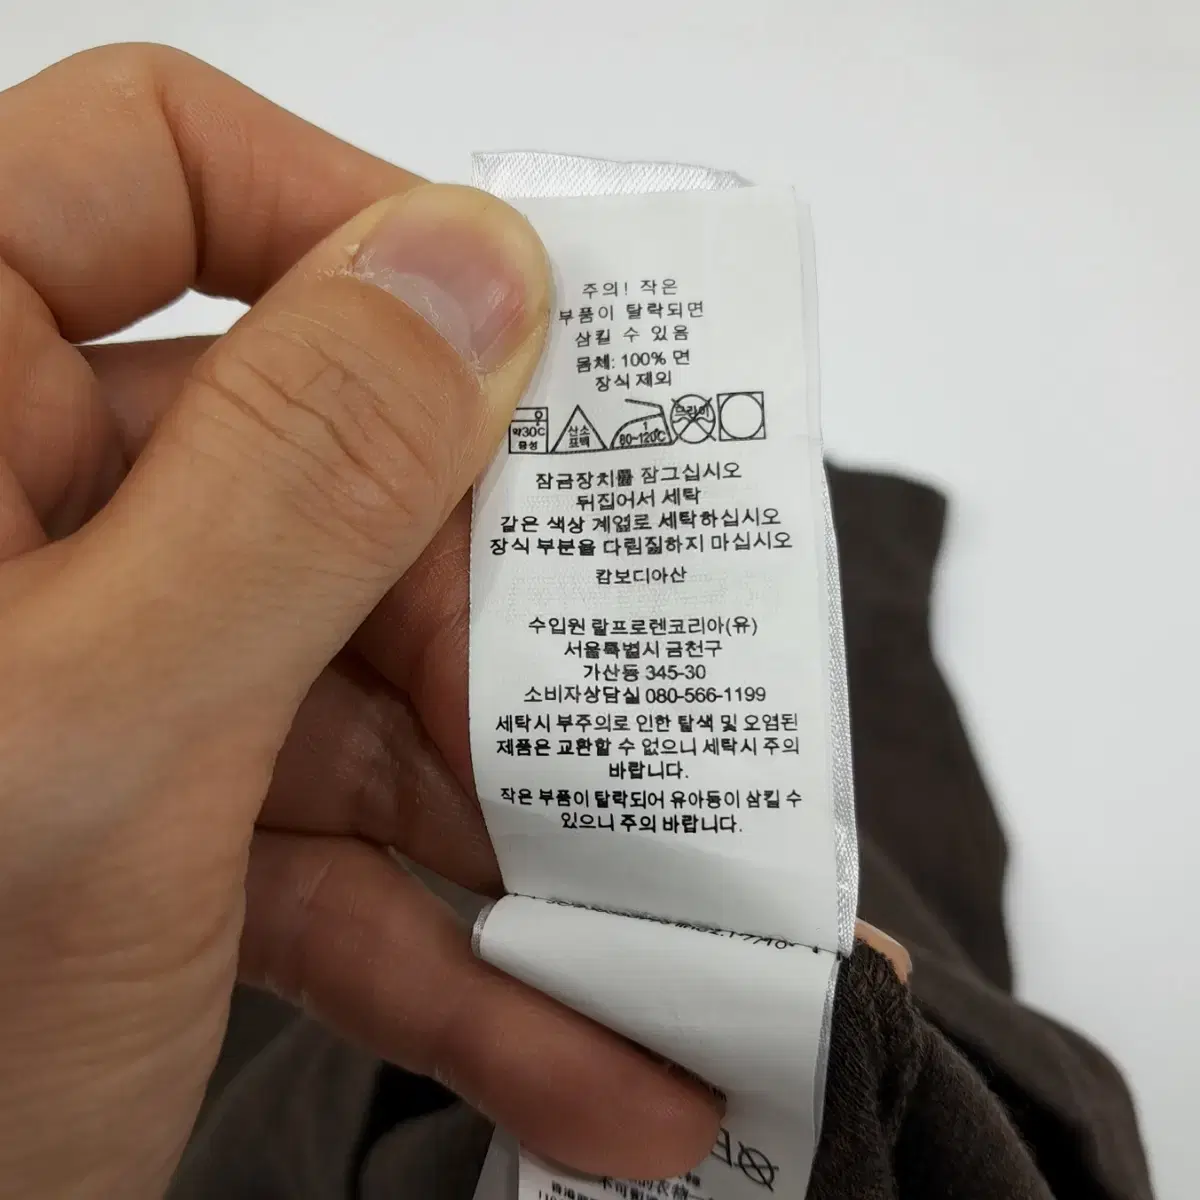 주의! 작은
부품이 탈락되면
삼킬 수 있음
몸체: 100% 면
장식 제외
약30℃
중성
산소
표백
1
80~120℃
드라이
잠금장치를 잠그십시오
뒤집어서 세탁
같은 색상 계열로 세탁하십시오
장식 부분을 다림질하지 마십시오
캄보디아산
수입원 랄프로렌코리아(유)
서울특별시 금천구
가산동 345-30
소비자상담실 080-566-1199
세탁시 부주의로 인한 탈색 및 오염된
제품은 교환할 수 없으니 세탁시 주의
바랍니다.
작은 부품이 탈락되어 유아등이 삼킬 수
있으니 주의 바랍니다.